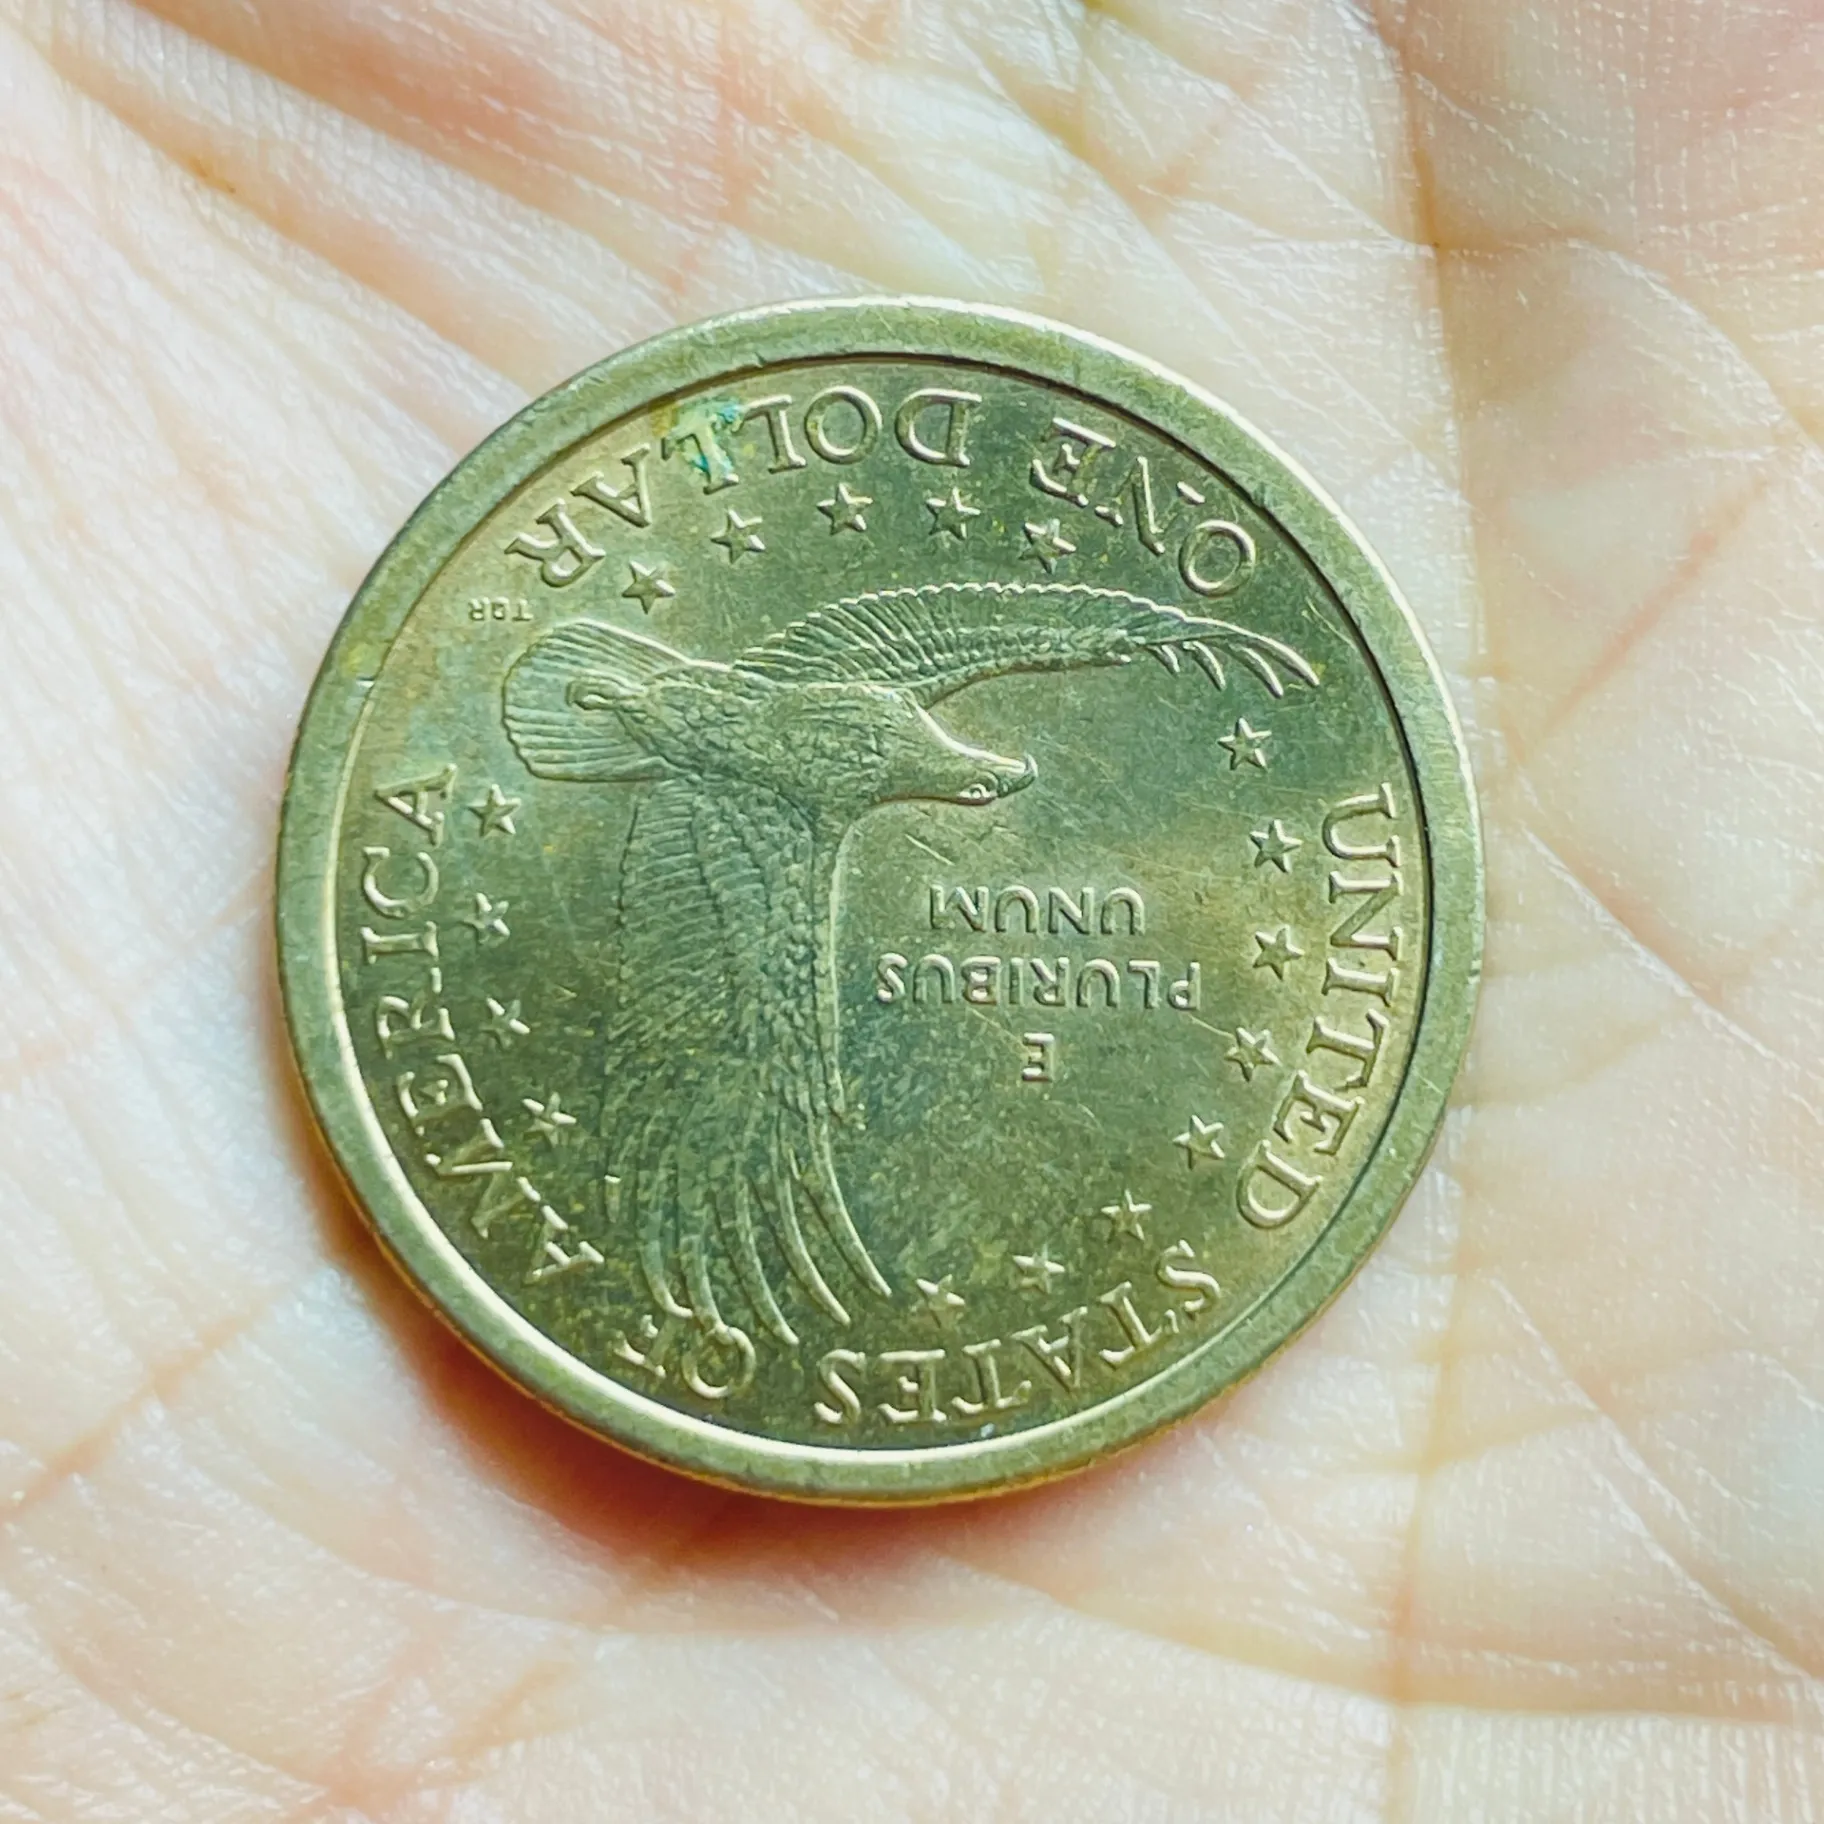 UNITED STATES OF AMERICA
E
PLURIBUS
UNUM
ONE DOLLAR
TDR